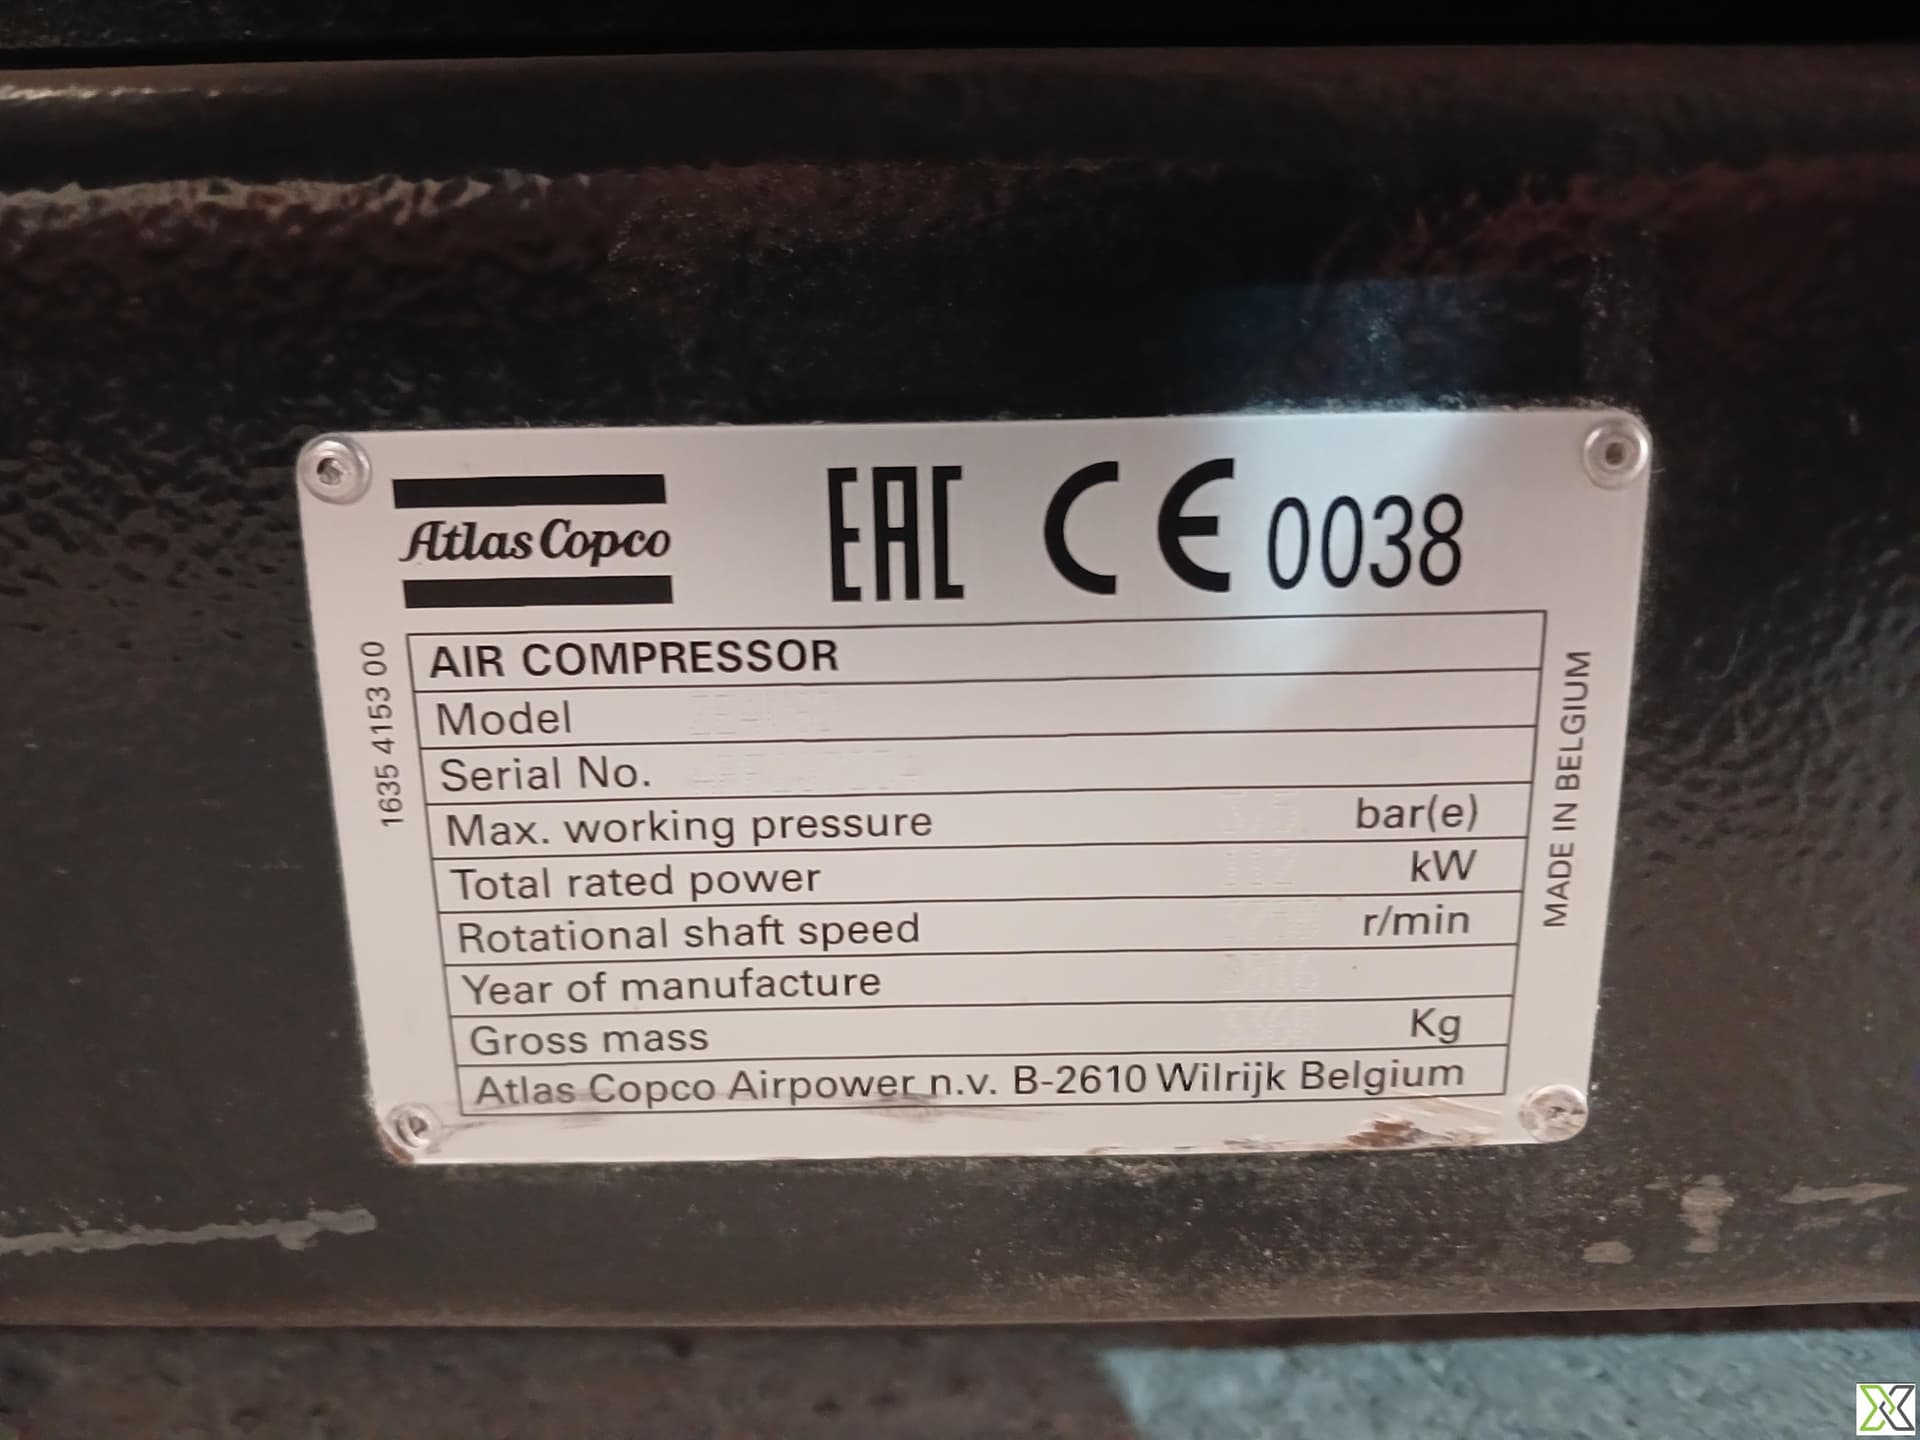 Atlas Copco
EAC CE 0038
1635 4153 00
AIR COMPRESSOR
Model
Serial No.
Max. working pressure bar(e)
Total rated power kW
Rotational shaft speed r/min
Year of manufacture
Gross mass Kg
Atlas Copco Airpower n.v. B-2610 Wilrijk Belgium
MADE IN BELGIUM